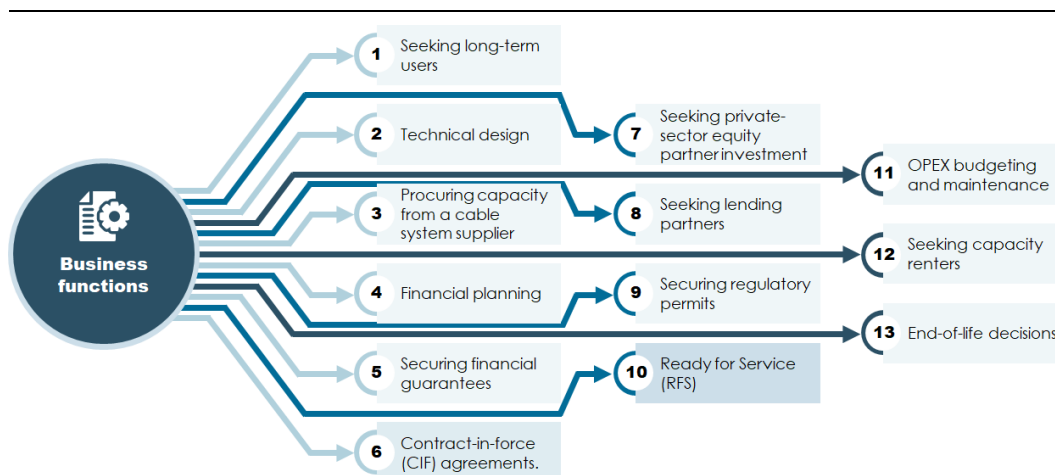 Business
functions
1
Seeking long-term
users
2
Technical design
3
Procuring capacity
from a cable
system supplier
4
Financial planning
5
Securing financial
guarantees
6
Contract-in-force
(CIF) agreements.
7
Seeking private-
sector equity
partner investment
8
Seeking lending
partners
9
Securing regulatory
permits
10
Ready for Service
(RFS)
11
OPEX budgeting
and maintenance
12
Seeking capacity
renters
13
End-of-life decisions